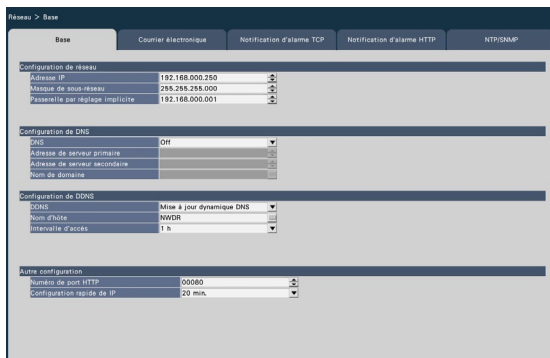 Réseau > Base
Base Courrier électronique Notification d'alarme TCP Notification d'alarme HTTP NTP/SNMP
Configuration de réseau
Adresse IP 192.168.000.250
Masque de sous-réseau 255.255.255.000
Passerelle par réglage implicite 192.168.000.001
Configuration de DNS
DNS Off
Adresse de serveur primaire
Adresse de serveur secondaire
Nom de domaine
Configuration de DDNS
DDNS Mise à jour dynamique DNS
Nom d'hôte NWDR
Intervalle d'accés 1 h
Autre configuration
Numéro de port HTTP 00080
Configuration rapide de IP 20 min.